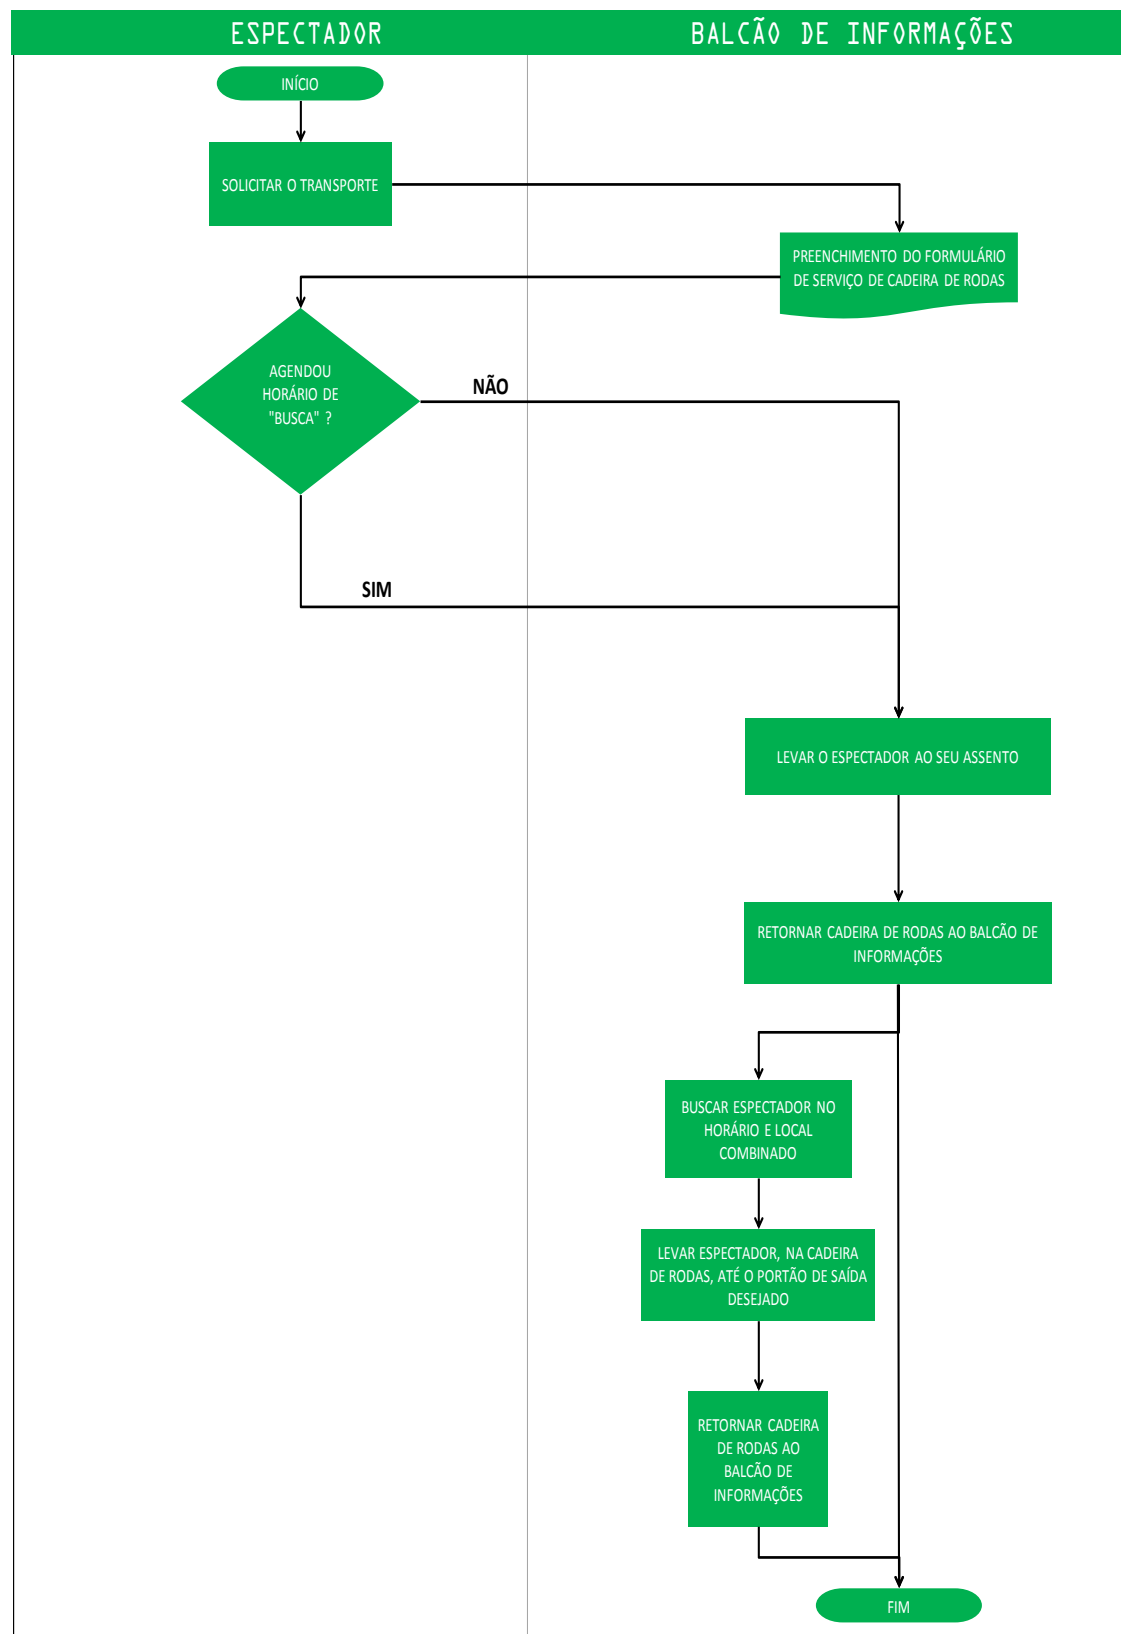 ESPECTADOR
BALCÃO DE INFORMAÇÕES
INÍCIO
SOLICITAR O TRANSPORTE
PREENCHIMENTO DO FORMULÁRIO
DE SERVIÇO DE CADEIRA DE RODAS
AGENDOU
HORÁRIO DE
"BUSCA" ?
NÃO
SIM
LEVAR O ESPECTADOR AO SEU ASSENTO
RETORNAR CADEIRA DE RODAS AO BALCÃO DE
INFORMAÇÕES
BUSCAR ESPECTADOR NO
HORÁRIO E LOCAL
COMBINADO
LEVAR ESPECTADOR, NA CADEIRA
DE RODAS, ATÉ O PORTÃO DE SAÍDA
DESEJADO
RETORNAR CADEIRA
DE RODAS AO
BALCÃO DE
INFORMAÇÕES
FIM